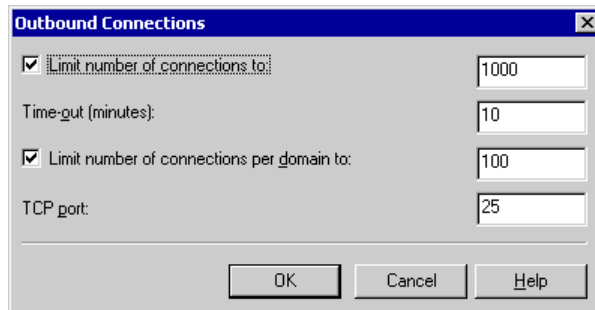 Outbound Connections
Limit number of connections to: 1000
Time-out (minutes): 10
Limit number of connections per domain to: 100
TCP port: 25
OK Cancel Help